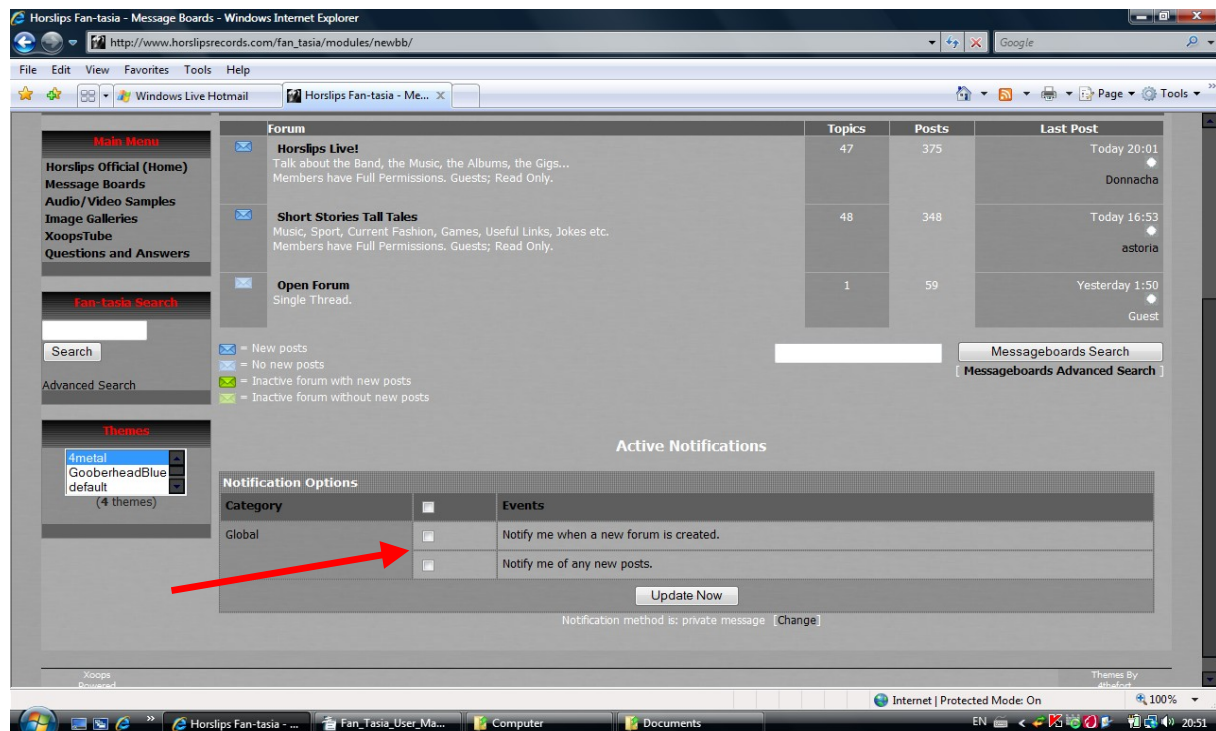 Horslips Fan-tasia - Message Boards - Windows Internet Explorer
http://www.horslipsrecords.com/fan_tasia/modules/newbb/
Google
File Edit View Favorites Tools Help
Windows Live Hotmail
Horslips Fan-tasia - Me...
Page
Tools
Main Menu
Horslips Official (Home)
Message Boards
Audio/Video Samples
Image Galleries
XoopsTube
Questions and Answers
Fan-tasia Search
Search
Advanced Search
Themes
4metal
GooberheadBlue
default
(4 themes)
Forum Topics Posts Last Post
Horslips Live! 47 375 Today 20:01
Talk about the Band, the Music, the Albums, the Gigs...
Members have Full Permissions. Guests; Read Only.
Donnacha
Short Stories Tall Tales 48 348 Today 16:53
Music, Sport, Current Fashion, Games, Useful Links, Jokes etc.
Members have Full Permissions. Guests; Read Only.
astoria
Open Forum 1 59 Yesterday 1:50
Single Thread.
Guest
= New posts
= No new posts
= Inactive forum with new posts
= Inactive forum without new posts
Messageboards Search
[ Messageboards Advanced Search ]
Active Notifications
Notification Options
Category Events
Global Notify me when a new forum is created.
Notify me of any new posts.
Update Now
Notification method is: private message [Change]
Xoops
Powered
Themes By
4thefort
Internet | Protected Mode: On 100%
Horslips Fan-tasia - ... Fan_Tasia_User_Ma... Computer Documents EN 20:51